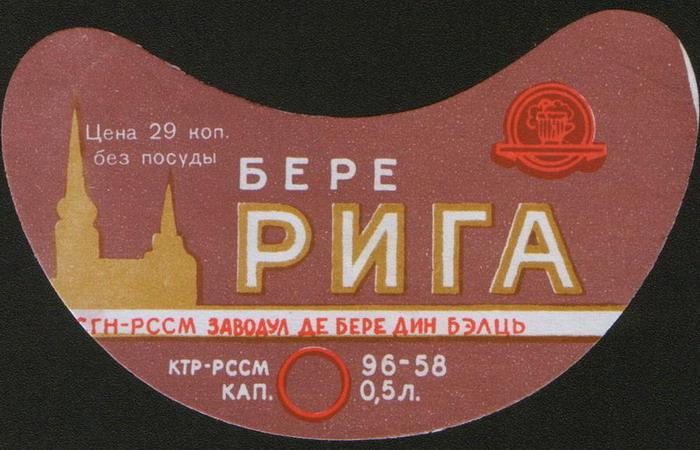 Цена 29 коп.
без посуды
БЕРЕ
РИГА
СГН-РССМ ЗАВОДУЛ ДЕ БЕРЕ ДИН БЭЛЦЬ
КТР-РССМ 96-58
КАП. 0,5л.